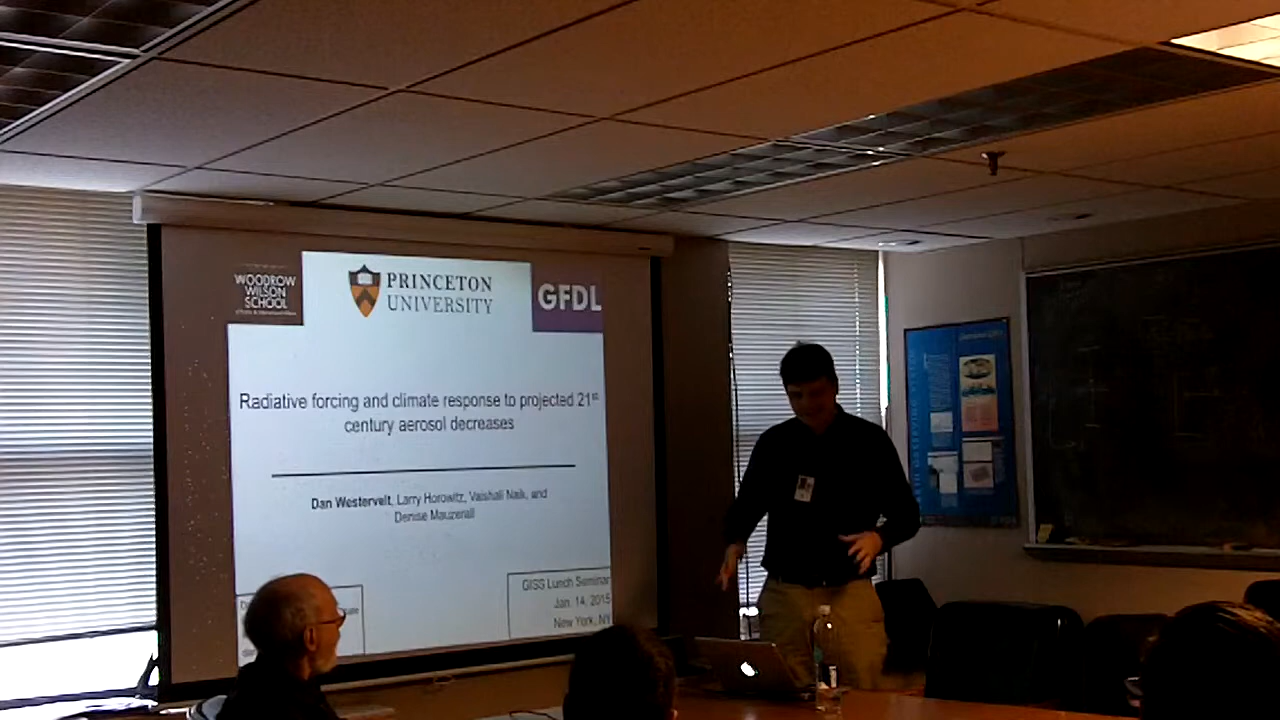 WOODROW
WILSON
SCHOOL
PRINCETON
UNIVERSITY
GFDL
Radiative forcing and climate response to projected 21st
century aerosol decreases
Dan Westervelt, Larry Horowitz, Vaishali Naik, and
Denise Mauzerall
GISS Lunch Seminar
Jan. 14, 2015
New York, NY